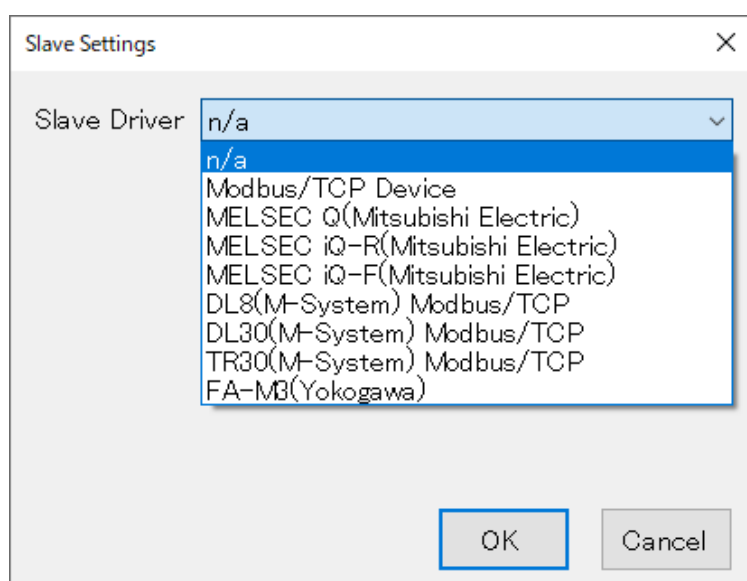 Slave Settings
Slave Driver n/a
n/a
Modbus/TCP Device
MELSEC Q(Mitsubishi Electric)
MELSEC iQ-R(Mitsubishi Electric)
MELSEC iQ-F(Mitsubishi Electric)
DL8(M-System) Modbus/TCP
DL30(M-System) Modbus/TCP
TR30(M-System) Modbus/TCP
FA-M3(Yokogawa)
OK Cancel